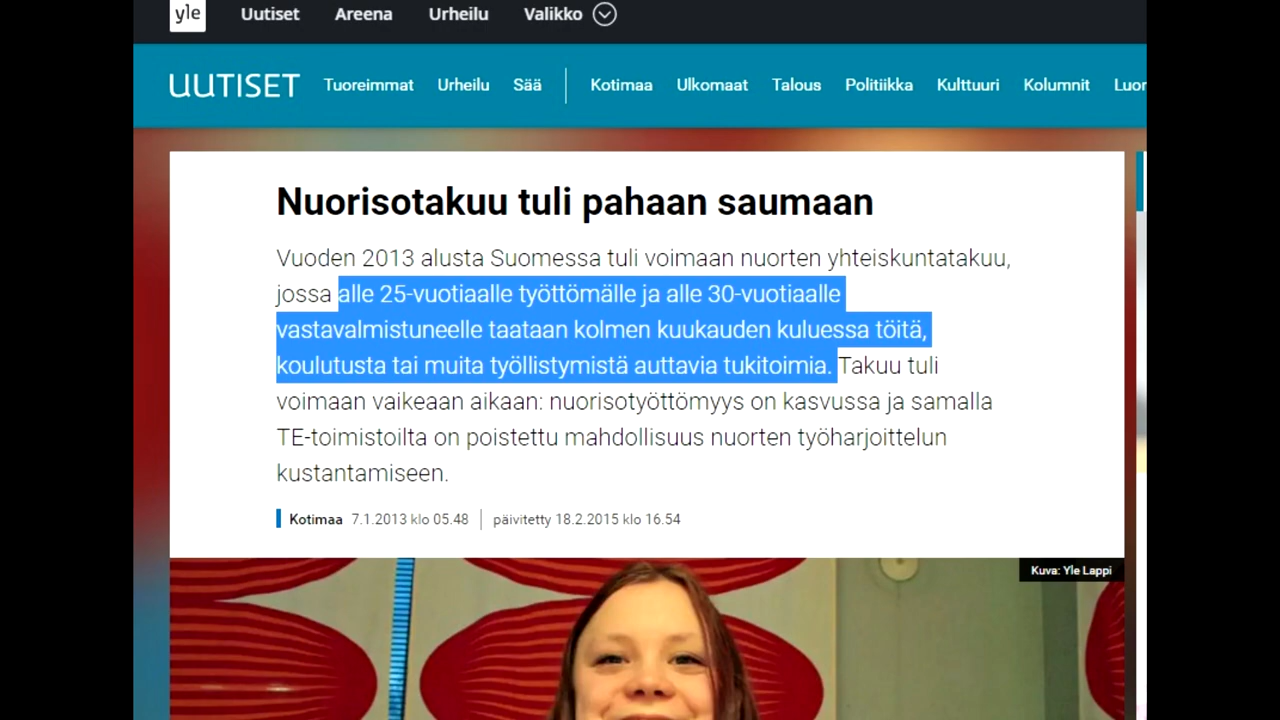 yle Uutiset Areena Urheilu Valikko
UUTISET Tuoreimmat Urheilu Sää Kotimaa Ulkomaat Talous Politiikka Kulttuuri Kolumnit Luon
Nuorisotakuu tuli pahaan saumaan
Vuoden 2013 alusta Suomessa tuli voimaan nuorten yhteiskuntatakuu,
jossa alle 25-vuotiaalle työttömälle ja alle 30-vuotiaalle
vastavalmistuneelle taataan kolmen kuukauden kuluessa töitä,
koulutusta tai muita työllistymistä auttavia tukitoimia. Takuu tuli
voimaan vaikeaan aikaan: nuorisotyöttömyys on kasvussa ja samalla
TE-toimistoilta on poistettu mahdollisuus nuorten työharjoittelun
kustantamiseen.
Kotimaa 7.1.2013 klo 05.48 päivitetty 18.2.2015 klo 16.54
Kuva: Yle Lappi